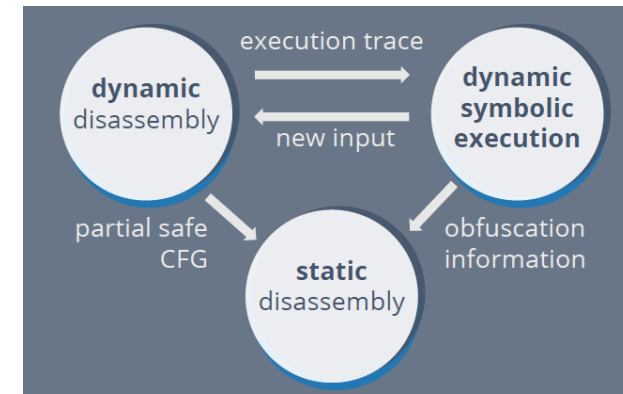 execution trace
dynamic
disassembly
dynamic
symbolic
execution
new input
partial safe
CFG
obfuscation
information
static
disassembly